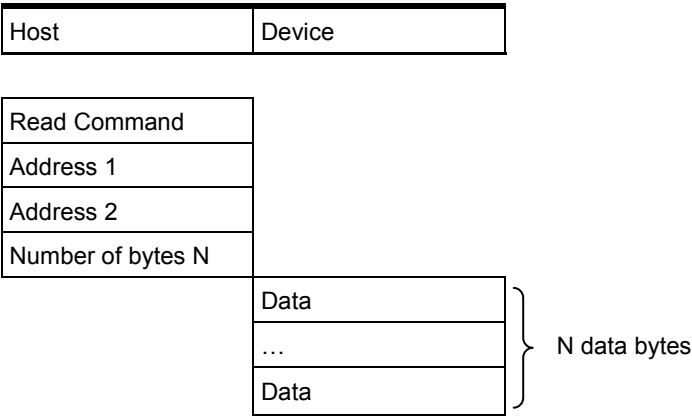 Host Device
Read Command
Address 1
Address 2
Number of bytes N
Data
…
N data bytes
Data